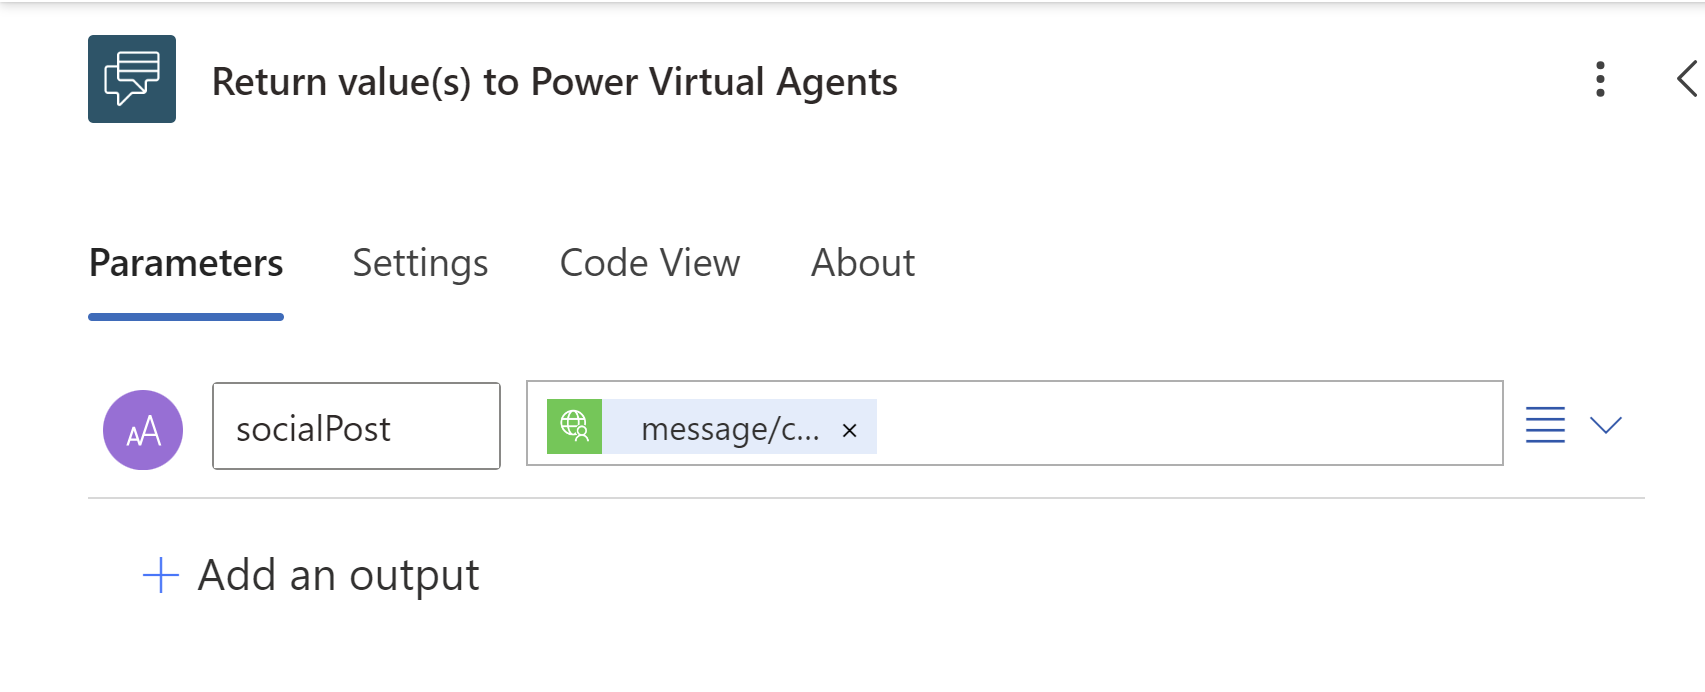 Return value(s) to Power Virtual Agents
Parameters Settings Code View About
AA socialPost message/c... ×
Add an output